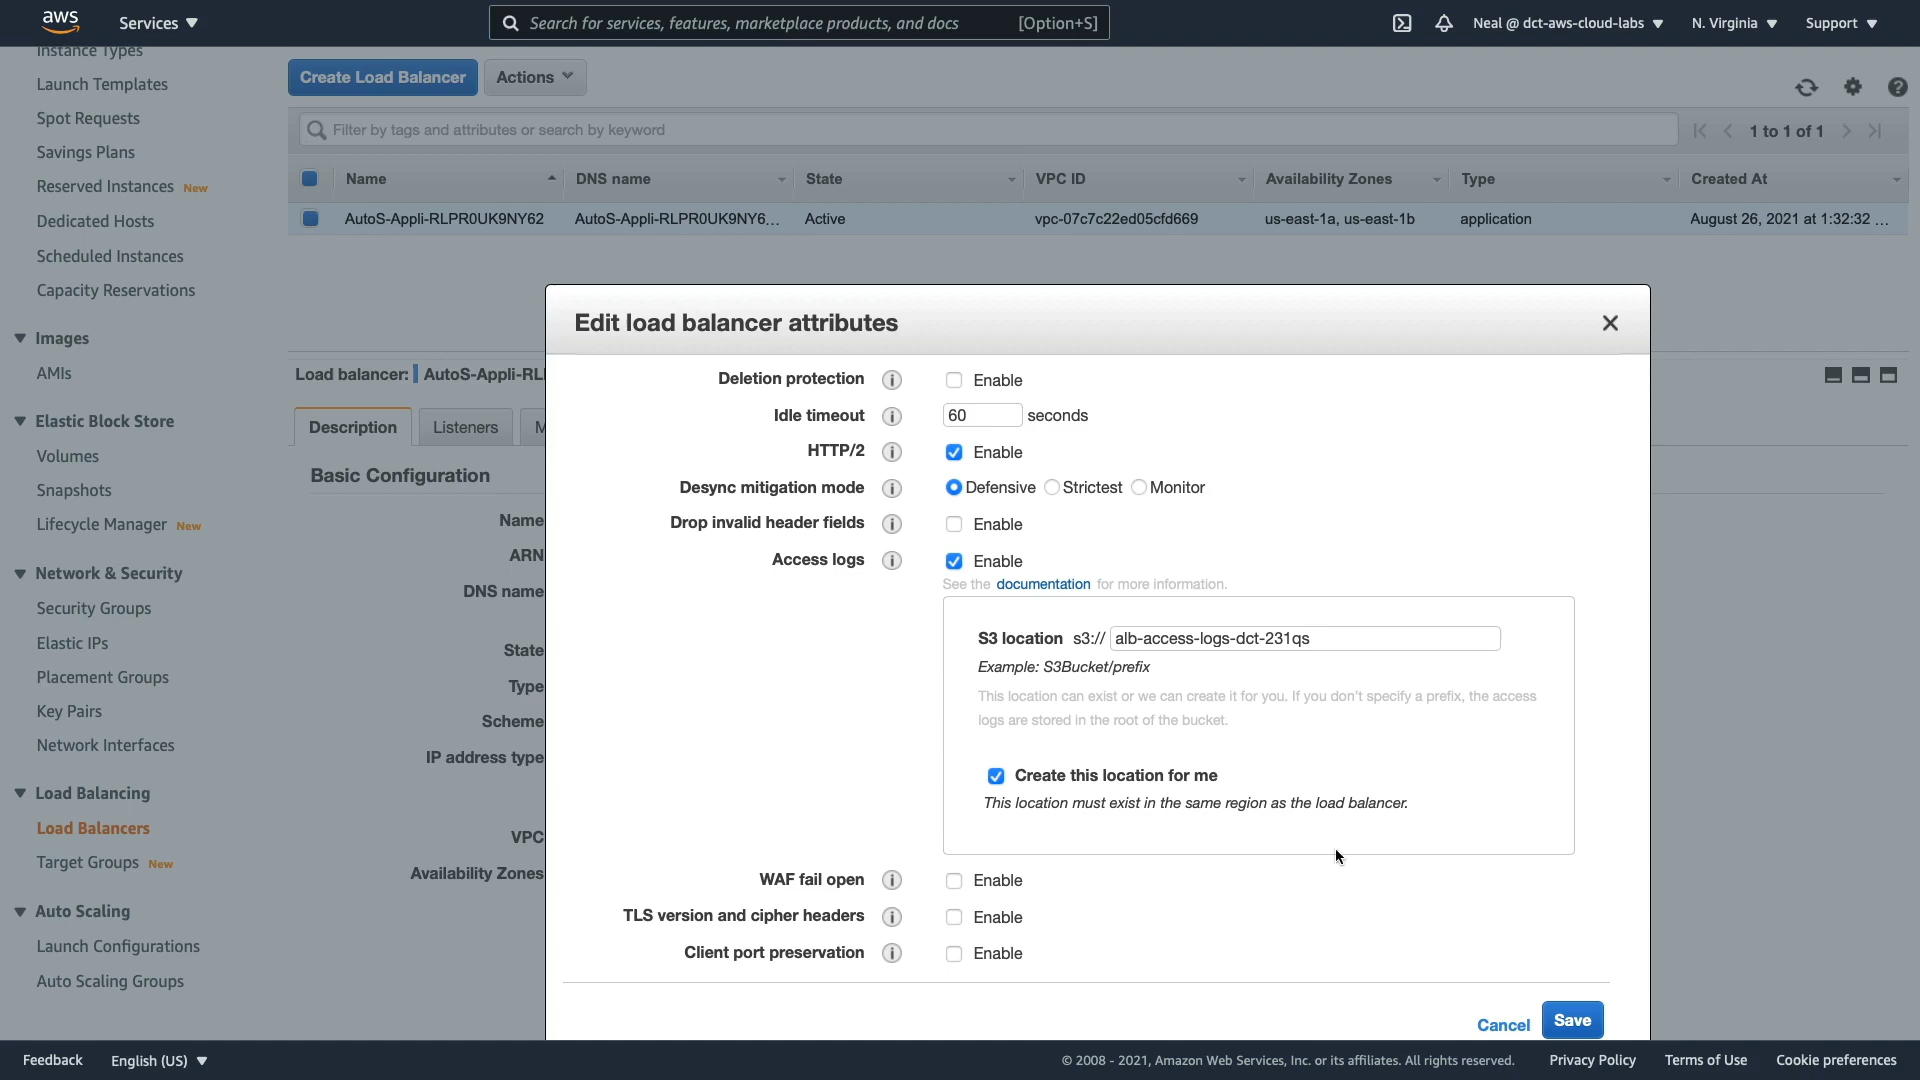 aws
Services
Search for services, features, marketplace products, and docs [Option+S]
Neal @ dct-aws-cloud-labs
N. Virginia
Support
Instance Types
Launch Templates
Spot Requests
Savings Plans
Reserved Instances New
Dedicated Hosts
Scheduled Instances
Capacity Reservations
Images
AMIs
Elastic Block Store
Volumes
Snapshots
Lifecycle Manager New
Network & Security
Security Groups
Elastic IPs
Placement Groups
Key Pairs
Network Interfaces
Load Balancing
Load Balancers
Target Groups New
Auto Scaling
Launch Configurations
Auto Scaling Groups
Create Load Balancer
Actions
Filter by tags and attributes or search by keyword
1 to 1 of 1
Name DNS name State VPC ID Availability Zones Type Created At
AutoS-Appli-RLPR0UK9NY62 AutoS-Appli-RLPR0UK9NY6... Active vpc-07c7c22ed05cfd669 us-east-1a, us-east-1b application August 26, 2021 at 1:32:32 ...
Load balancer: AutoS-Appli-RL
Description
Listeners
M
Basic Configuration
Name
ARN
DNS name
State
Type
Scheme
IP address type
VPC
Availability Zones
Edit load balancer attributes
Deletion protection Enable
Idle timeout 60 seconds
HTTP/2 Enable
Desync mitigation mode Defensive Strictest Monitor
Drop invalid header fields Enable
Access logs Enable
See the documentation for more information.
S3 location s3:// alb-access-logs-dct-231qs
Example: S3Bucket/prefix
This location can exist or we can create it for you. If you don't specify a prefix, the access
logs are stored in the root of the bucket.
Create this location for me
This location must exist in the same region as the load balancer.
WAF fail open Enable
TLS version and cipher headers Enable
Client port preservation Enable
Cancel
Save
Feedback
English (US)
© 2008 - 2021, Amazon Web Services, Inc. or its affiliates. All rights reserved.
Privacy Policy
Terms of Use
Cookie preferences